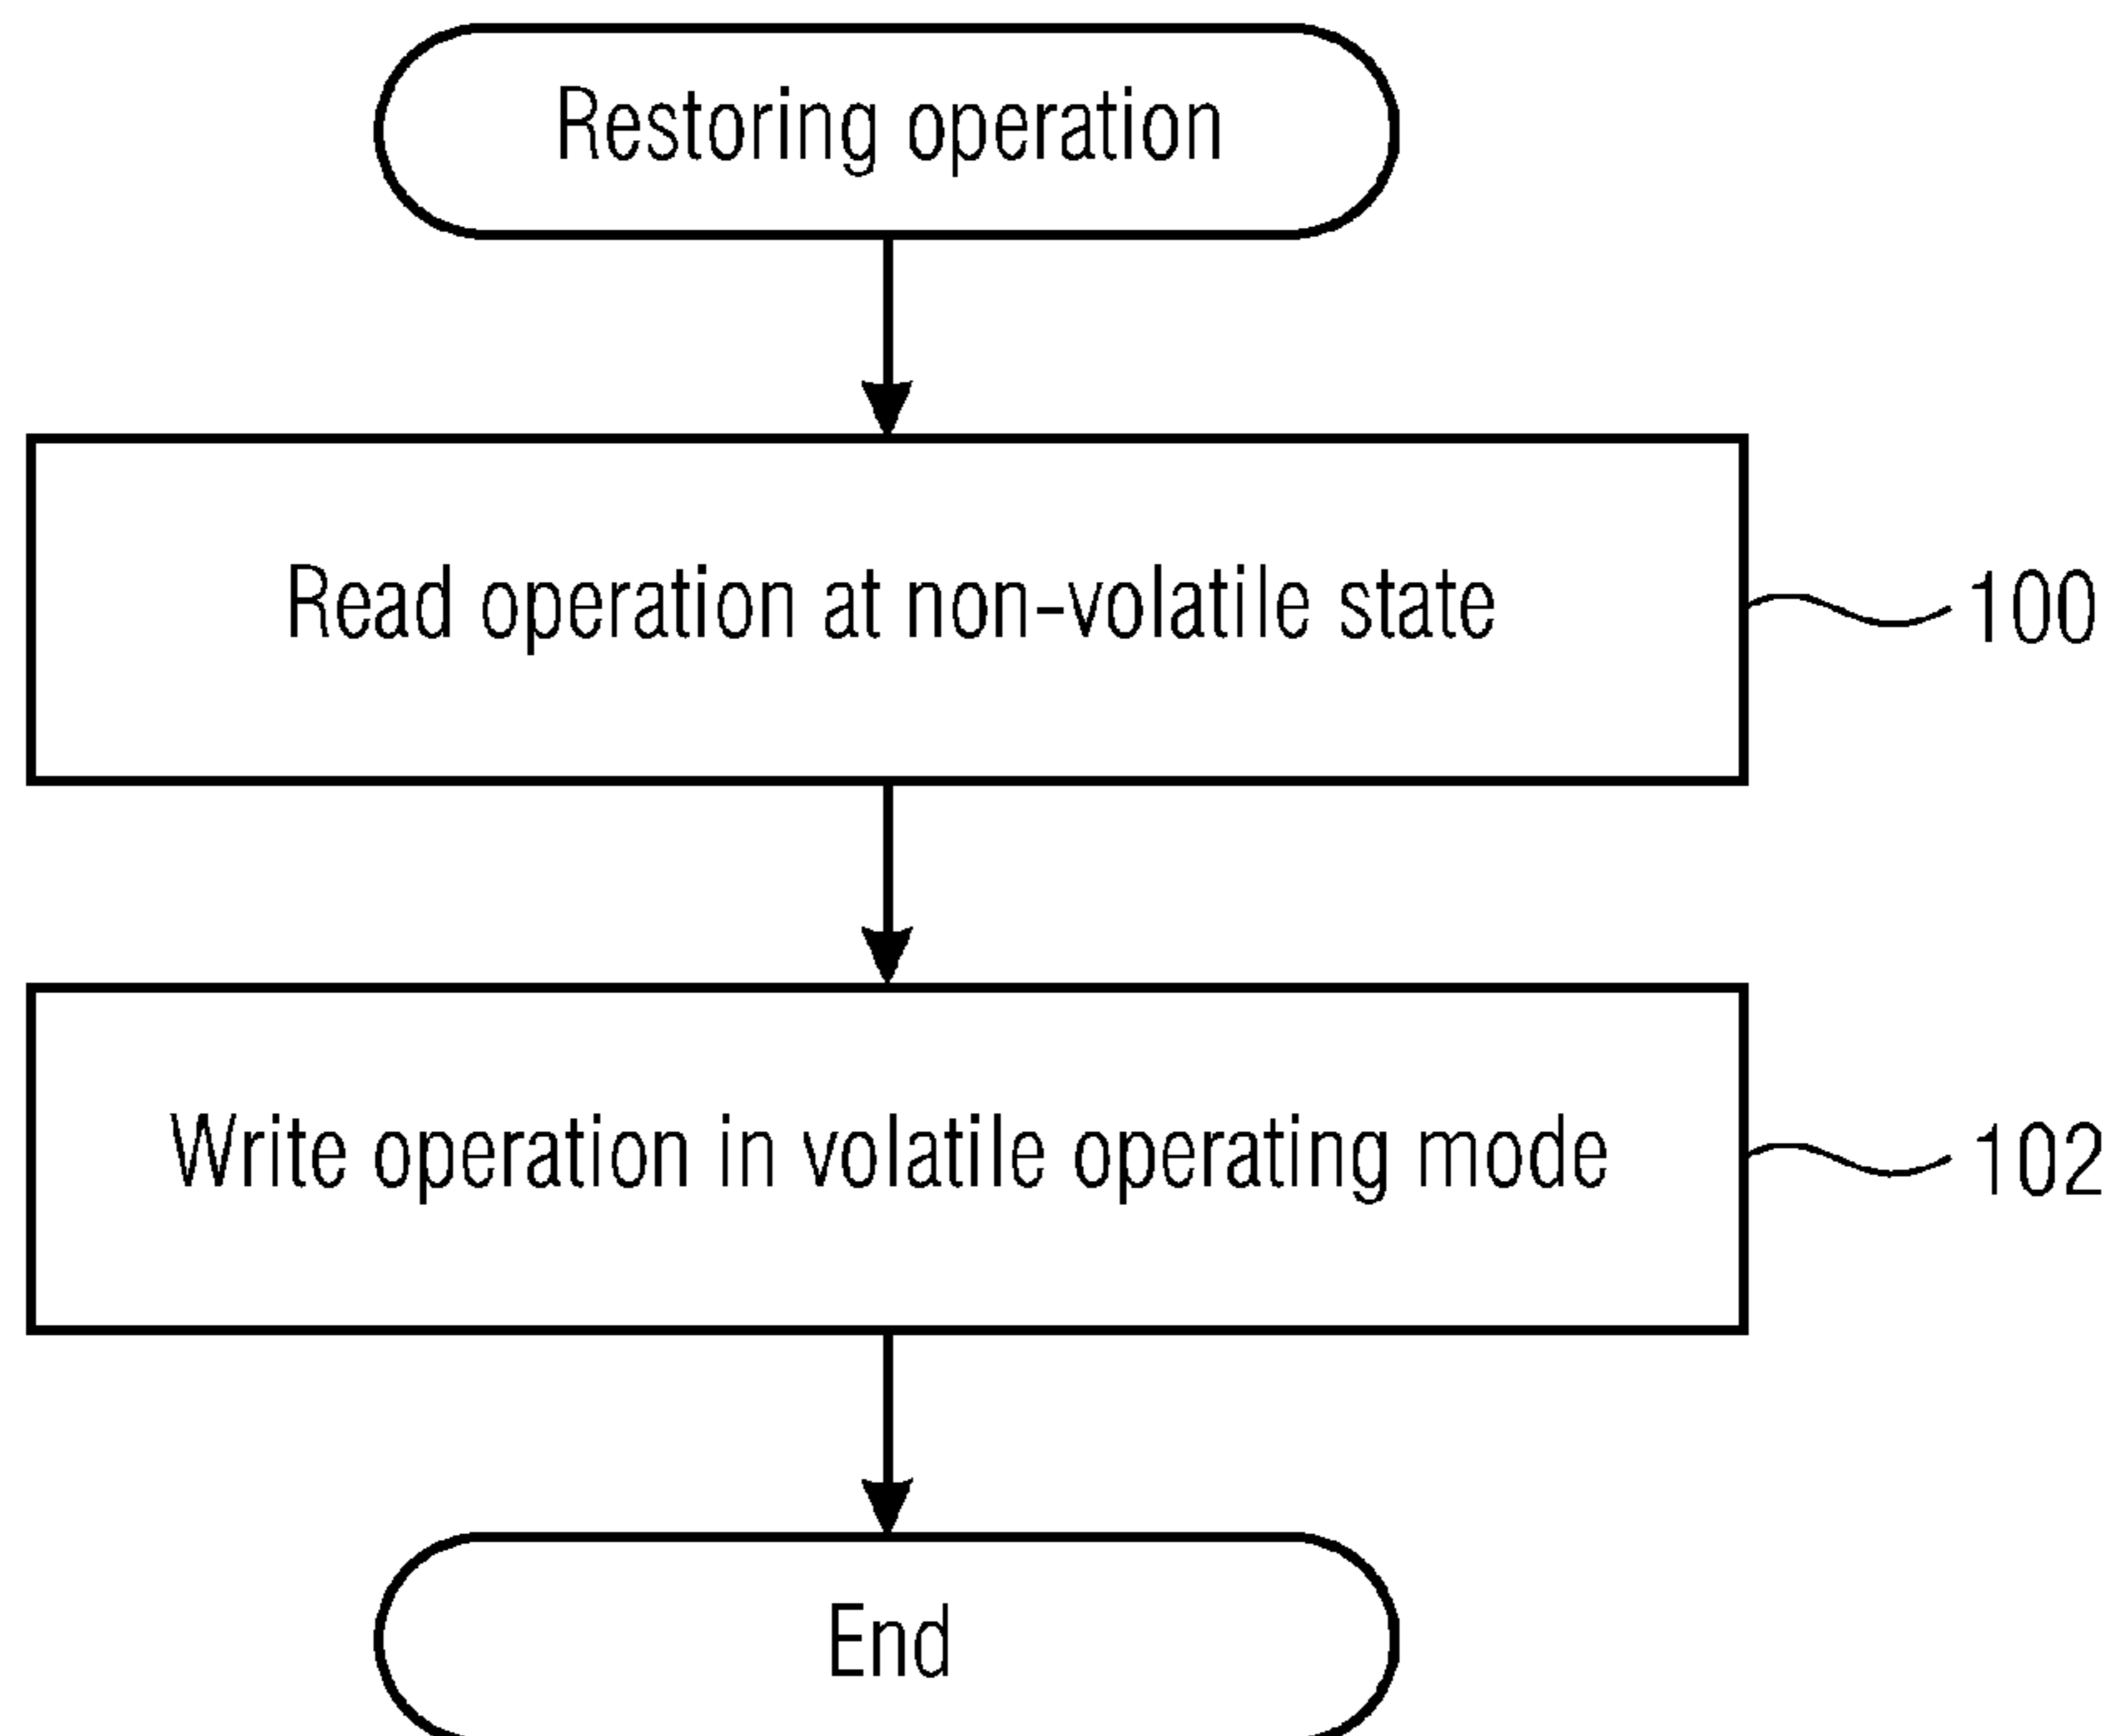 Restoring operation
Read operation at non-volatile state
100
Write operation in volatile operating mode
102
End